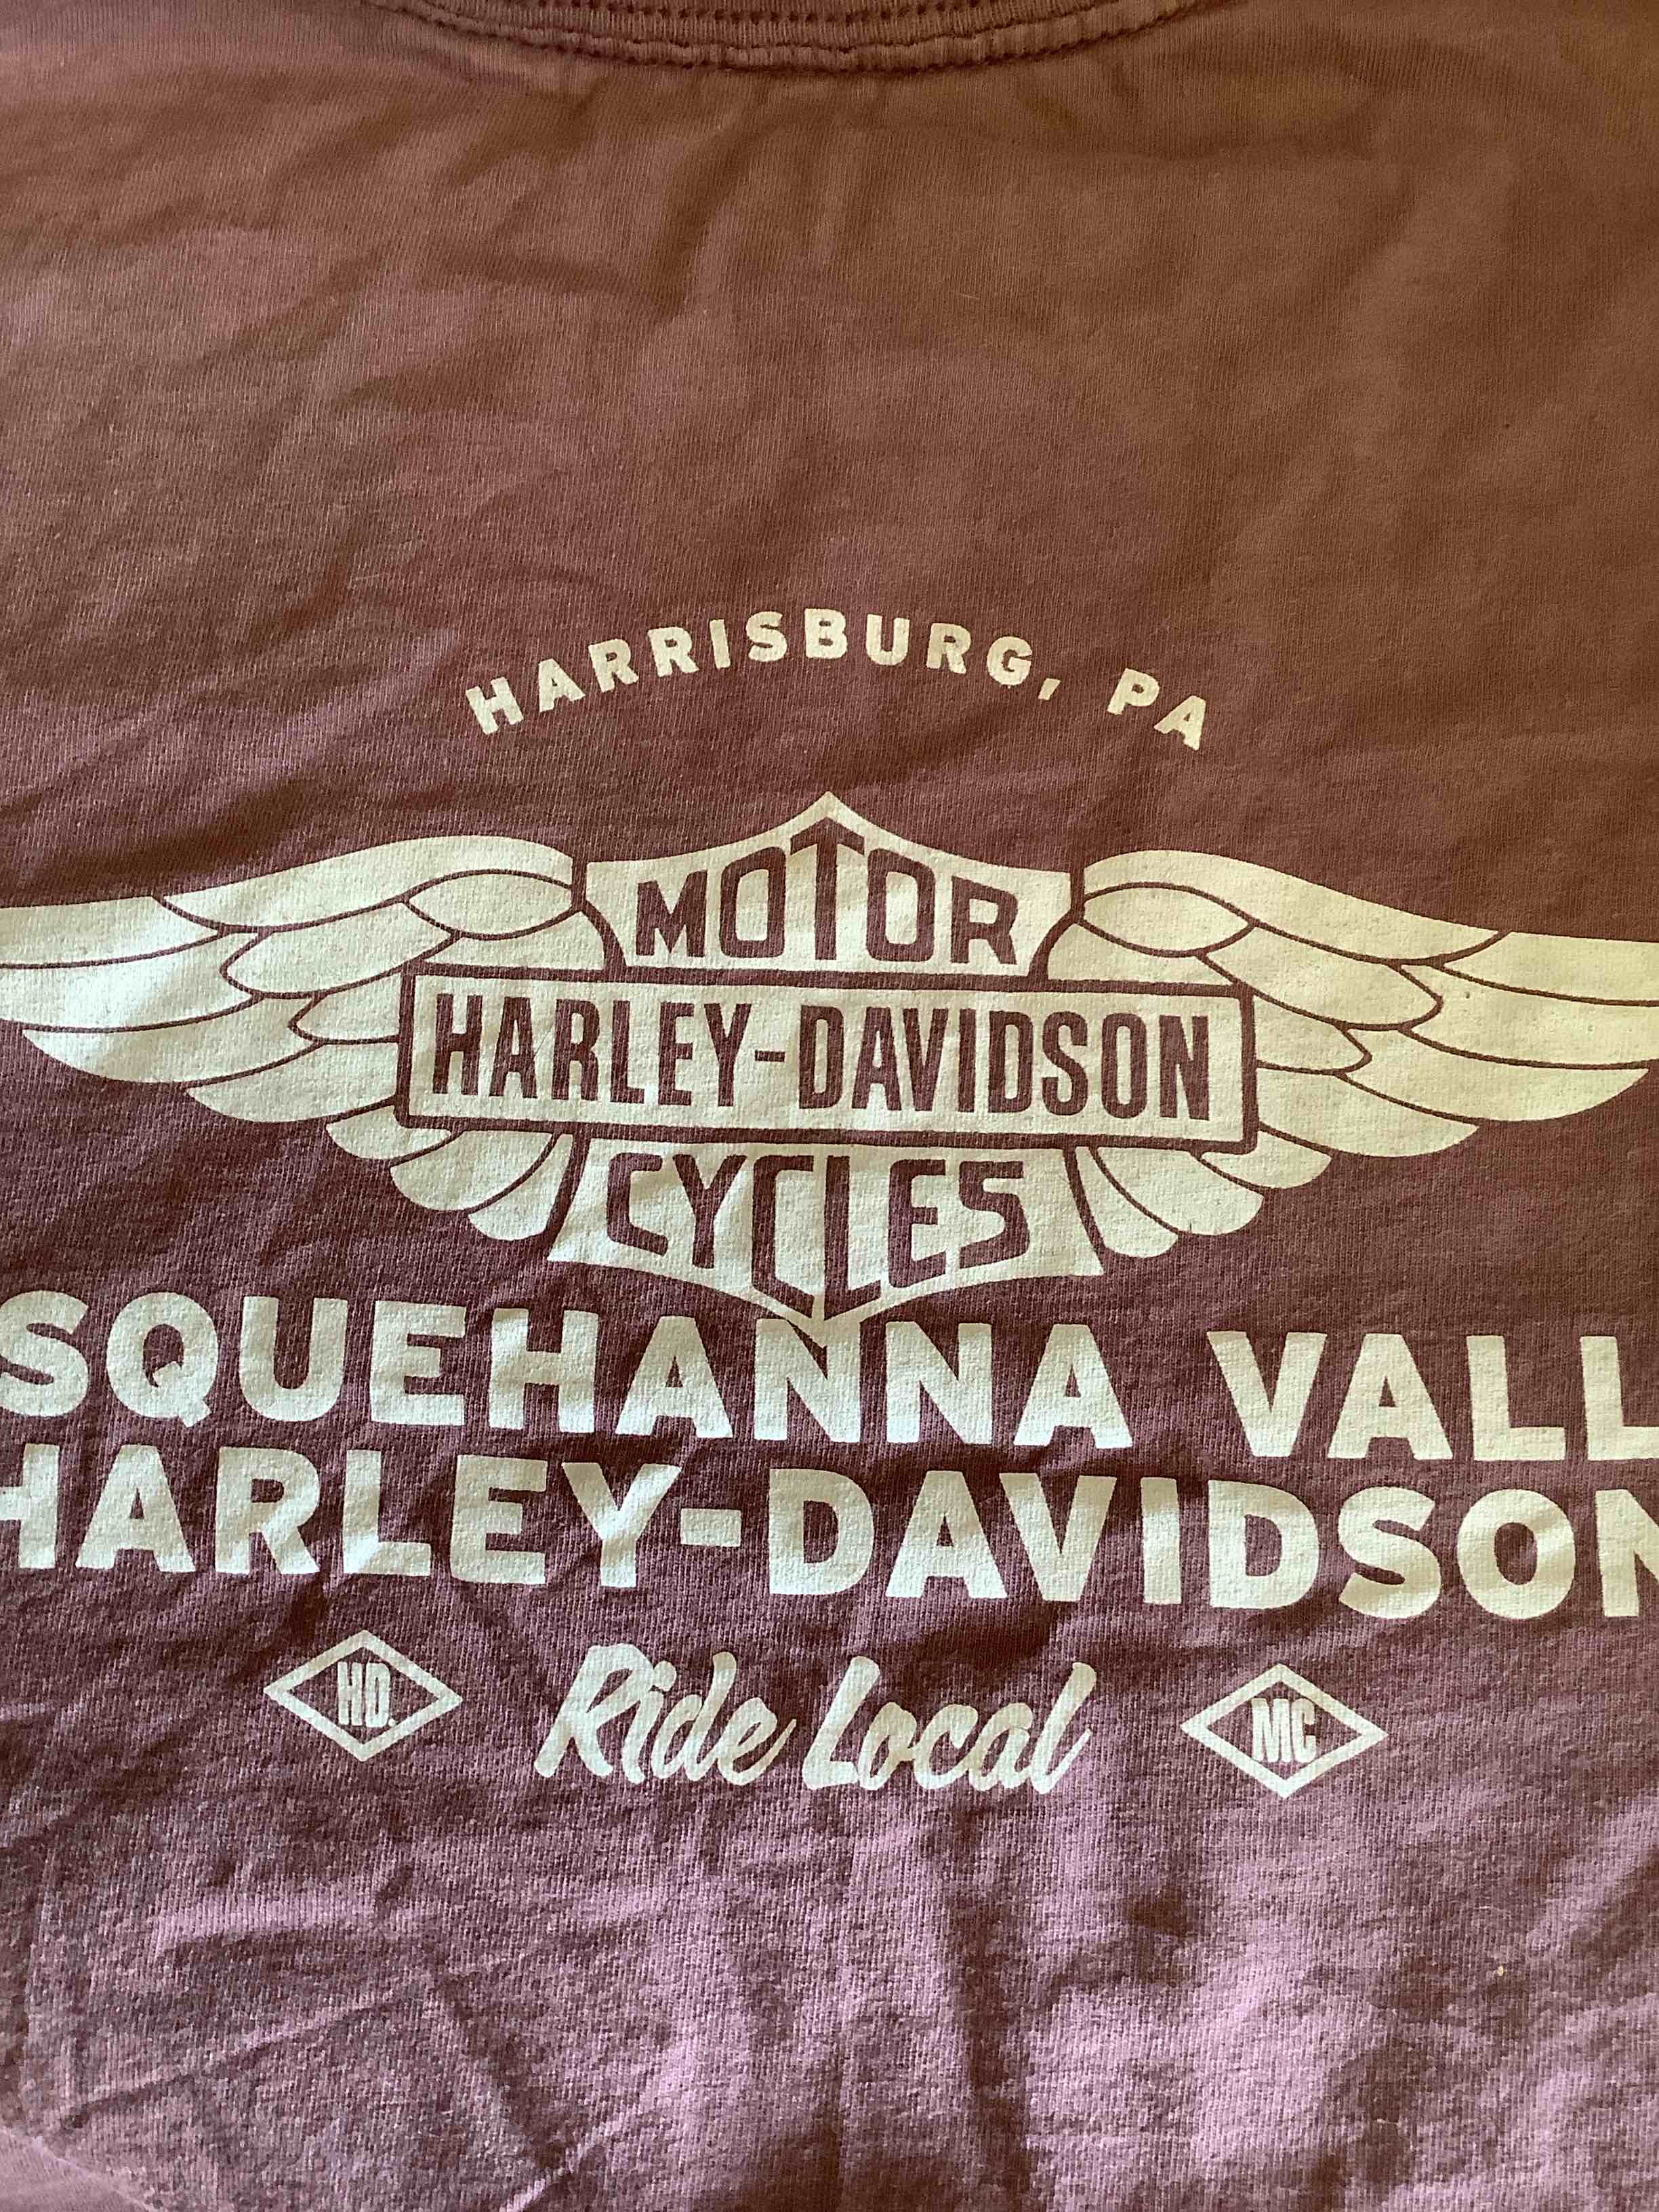 HARRISBURG, PA
MOTOR
HARLEY-DAVIDSON
CYCLES
SQUEHANNA VALL
HARLEY-DAVIDSON
HD. Ride Local MC